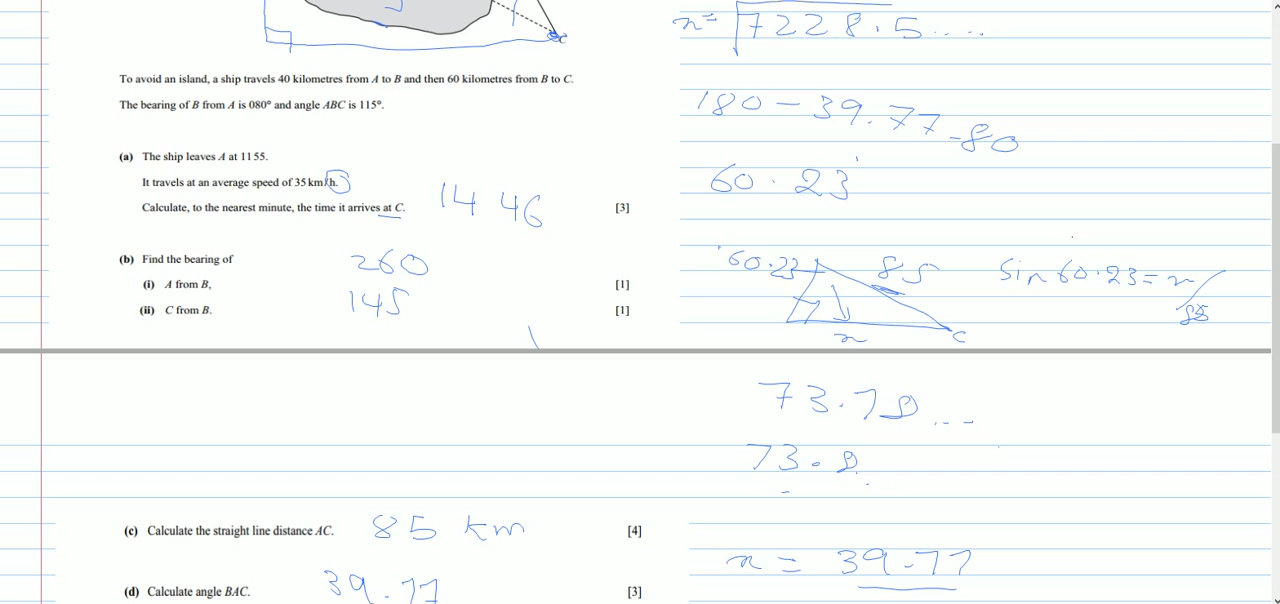 C
To avoid an island, a ship travels 40 kilometres from A to B and then 60 kilometres from B to C.
The bearing of B from A is 080° and angle ABC is 115°.
(a) The ship leaves A at 1155.
It travels at an average speed of 35 km/h.
Calculate, to the nearest minute, the time it arrives at C. 14 46 [3]
(b) Find the bearing of 260
(i) A from B, [1]
145
(ii) C from B. [1]
(c) Calculate the straight line distance AC. 85 km [4]
(d) Calculate angle BAC. 39.77 [3]
x = √7228.5....
180 - 39.77 - 80
60.23
60.23 85 sin 60.23 = x/85
x C
73.78...
73.8
x = 39.77